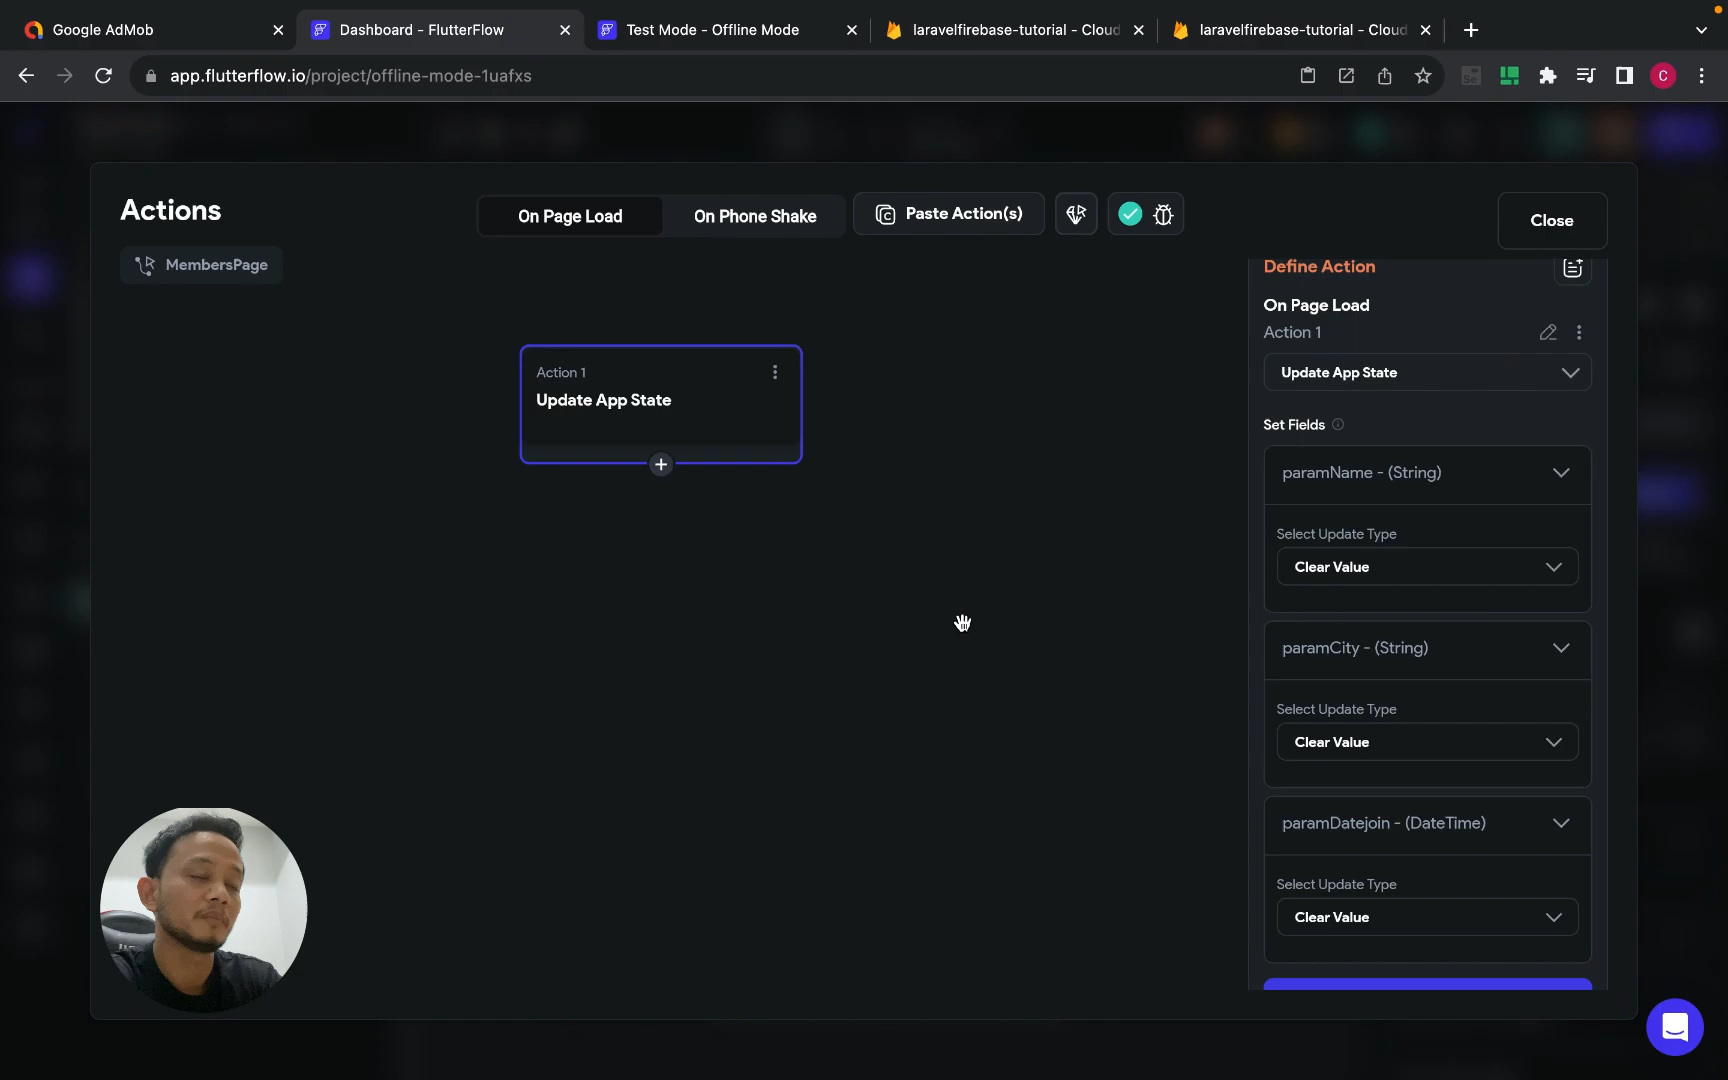 Google AdMob
Dashboard - FlutterFlow
Test Mode - Offline Mode
laravelfirebase-tutorial - Cloud
laravelfirebase-tutorial - Cloud
app.flutterflow.io/project/offline-mode-1uafxs
C
Actions
On Page Load
On Phone Shake
Paste Action(s)
Close
MembersPage
Define Action
On Page Load
Action 1
Update App State
Action 1
Update App State
Set Fields
paramName - (String)
Select Update Type
Clear Value
paramCity - (String)
Select Update Type
Clear Value
paramDatejoin - (DateTime)
Select Update Type
Clear Value